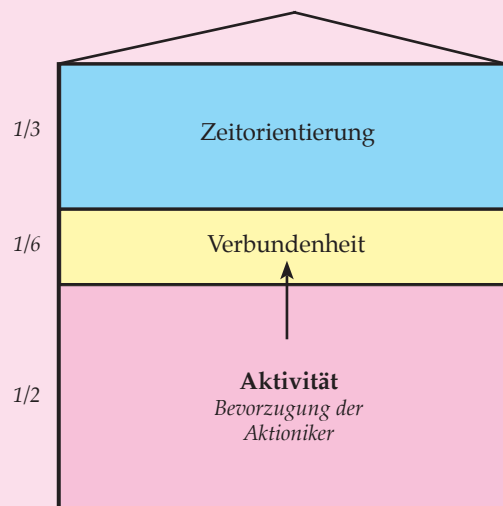 1/3
Zeitorientierung
1/6
Verbundenheit
1/2
Aktivität
Bevorzugung der
Aktioniker